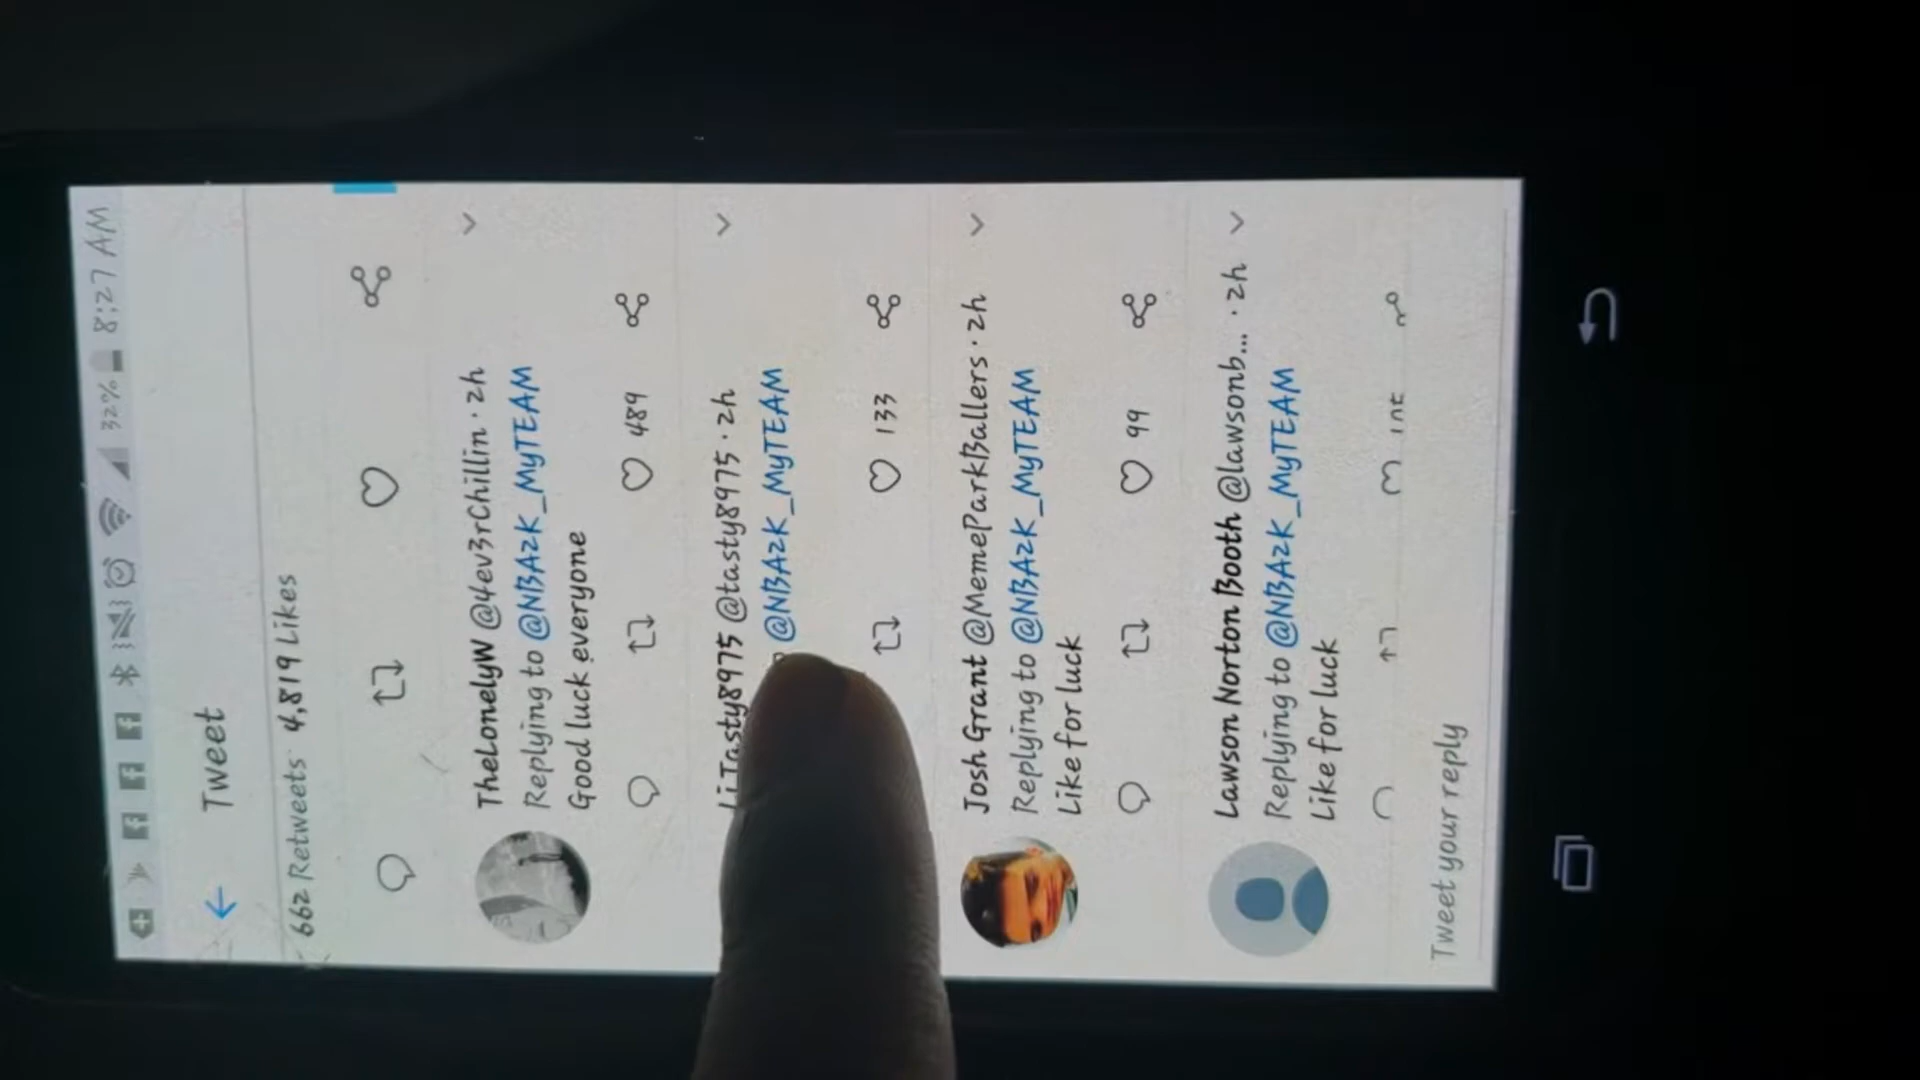 32% 8:27 AM
Tweet
662 Retweets 4,819 Likes
TheLonelyW @4ev3rChillin · 2h
Replying to @NBA2K_MyTEAM
Good luck everyone
489
LilTasty8975 @tasty8975 · 2h
@NBA2K_MyTEAM
133
Josh Grant @MemeParkBallers · 2h
Replying to @NBA2K_MyTEAM
Like for luck
99
Lawson Norton Booth @lawsonb... · 2h
Replying to @NBA2K_MyTEAM
Like for luck
Tweet your reply